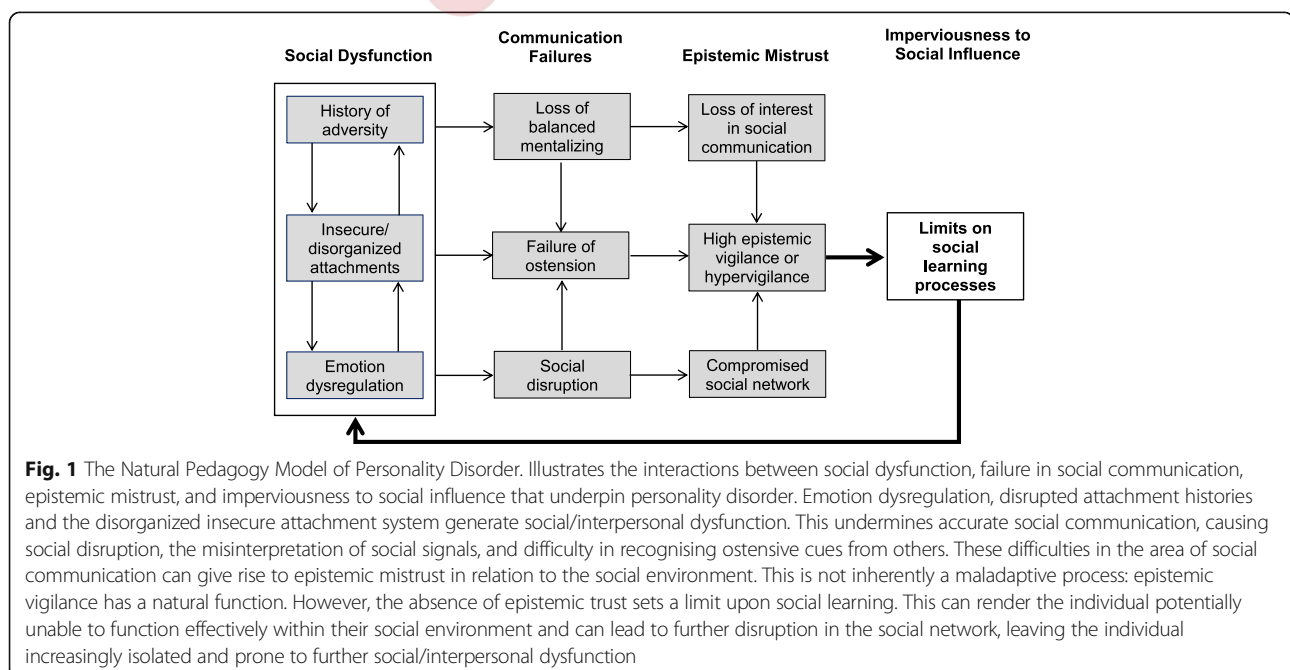 Social Dysfunction
Communication
Failures
Epistemic Mistrust
Imperviousness to
Social Influence
History of
adversity
Loss of
balanced
mentalizing
Loss of interest
in social
communication
Insecure/
disorganized
attachments
Failure of
ostension
High epistemic
vigilance or
hypervigilance
Limits on
social
learning
processes
Emotion
dysregulation
Social
disruption
Compromised
social network
Fig. 1 The Natural Pedagogy Model of Personality Disorder. Illustrates the interactions between social dysfunction, failure in social communication,
epistemic mistrust, and imperviousness to social influence that underpin personality disorder. Emotion dysregulation, disrupted attachment histories
and the disorganized insecure attachment system generate social/interpersonal dysfunction. This undermines accurate social communication, causing
social disruption, the misinterpretation of social signals, and difficulty in recognising ostensive cues from others. These difficulties in the area of social
communication can give rise to epistemic mistrust in relation to the social environment. This is not inherently a maladaptive process: epistemic
vigilance has a natural function. However, the absence of epistemic trust sets a limit upon social learning. This can render the individual potentially
unable to function effectively within their social environment and can lead to further disruption in the social network, leaving the individual
increasingly isolated and prone to further social/interpersonal dysfunction